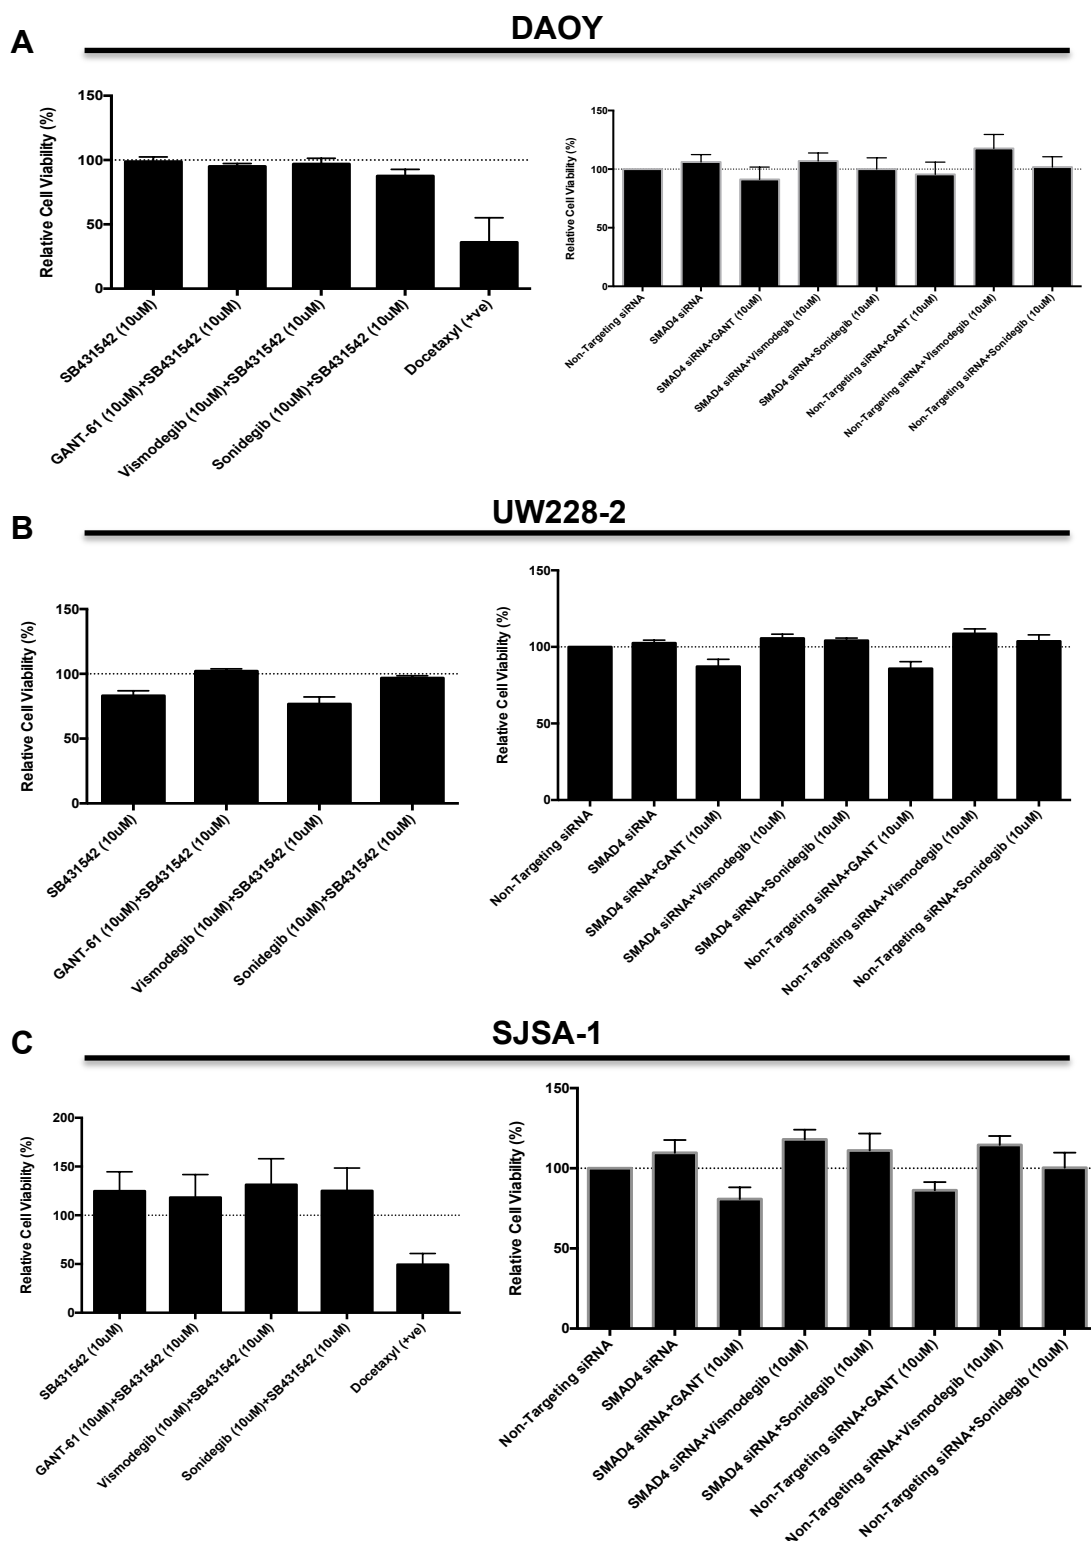 A
DAOY
Relative Cell Viability (%)
150
100
50
0
SB431542 (10uM)
GANT-61 (10uM)+SB431542 (10uM)
Vismodegib (10uM)+SB431542 (10uM)
Sonidegib (10uM)+SB431542 (10uM)
Docetaxyl (+ve)
Relative Cell Viability (%)
150
100
50
0
Non-Targeting siRNA
SMAD4 siRNA
SMAD4 siRNA+GANT (10uM)
SMAD4 siRNA+Vismodegib (10uM)
SMAD4 siRNA+Sonidegib (10uM)
Non-Targeting siRNA+GANT (10uM)
Non-Targeting siRNA+Vismodegib (10uM)
Non-Targeting siRNA+Sonidegib (10uM)
B
UW228-2
Relative Cell Viability (%)
150
100
50
0
SB431542 (10uM)
GANT-61 (10uM)+SB431542 (10uM)
Vismodegib (10uM)+SB431542 (10uM)
Sonidegib (10uM)+SB431542 (10uM)
Relative Cell Viability (%)
150
100
50
0
Non-Targeting siRNA
SMAD4 siRNA
SMAD4 siRNA+GANT (10uM)
SMAD4 siRNA+Vismodegib (10uM)
SMAD4 siRNA+Sonidegib (10uM)
Non-Targeting siRNA+GANT (10uM)
Non-Targeting siRNA+Vismodegib (10uM)
Non-Targeting siRNA+Sonidegib (10uM)
C
SJSA-1
Relative Cell Viability (%)
200
150
100
50
0
SB431542 (10uM)
GANT-61 (10uM)+SB431542 (10uM)
Vismodegib (10uM)+SB431542 (10uM)
Sonidegib (10uM)+SB431542 (10uM)
Docetaxyl (+ve)
Relative Cell Viability (%)
150
100
50
0
Non-Targeting siRNA
SMAD4 siRNA
SMAD4 siRNA+GANT (10uM)
SMAD4 siRNA+Vismodegib (10uM)
SMAD4 siRNA+Sonidegib (10uM)
Non-Targeting siRNA+GANT (10uM)
Non-Targeting siRNA+Vismodegib (10uM)
Non-Targeting siRNA+Sonidegib (10uM)